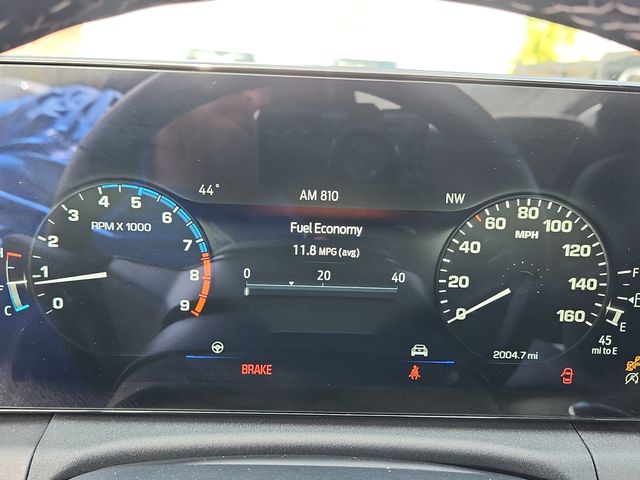 44°
AM 810
NW
Fuel Economy
11.8 MPG (avg)
0 20 40
RPM X 1000
0 1 2 3 4 5 6 7 8 9
MPH
0 20 40 60 80 100 120 140 160
2004.7 mi
H
C
F
E
45
mi to E
BRAKE